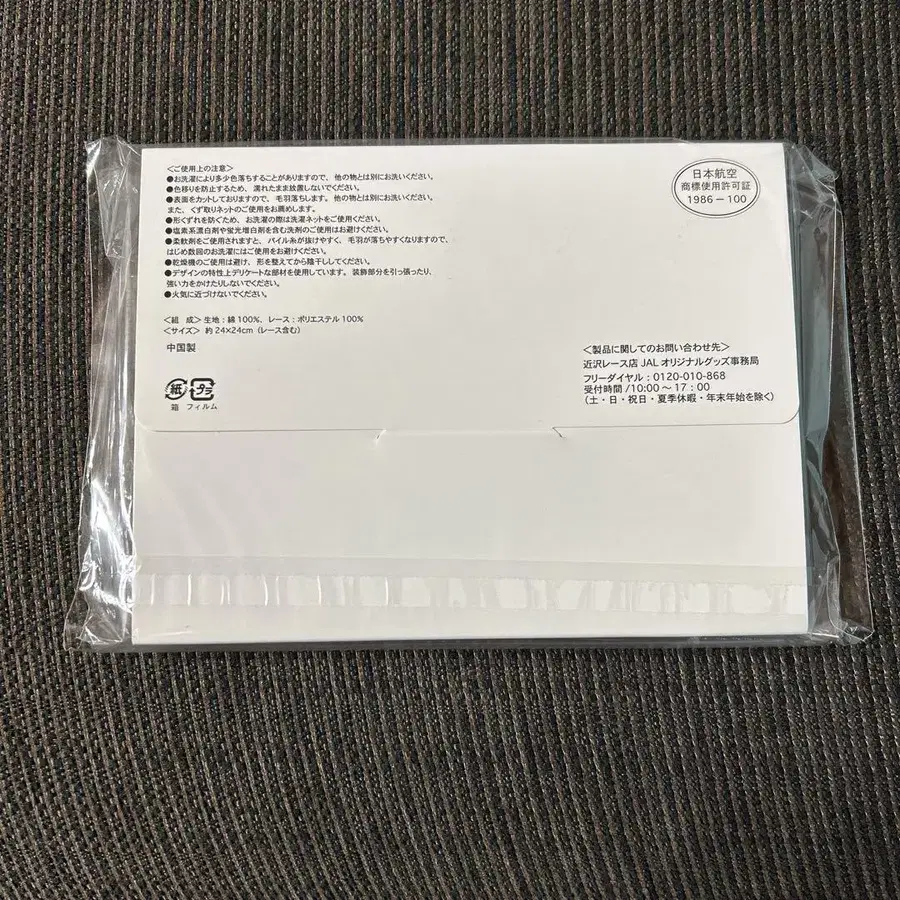 <ご使用上の注意>
●お洗濯により多少色落ちすることがありますので、他の物とは別にお洗いください。
●色移りを防止するため、濡れたまま放置しないでください。
●表面をカットしておりますので、毛羽落ちします。他の物とは別にお洗いください。
また、くず取りネットのご使用をお薦めします。
●形くずれを防ぐため、お洗濯の際は洗濯ネットをご使用ください。
●塩素系漂白剤や蛍光増白剤を含む洗剤のご使用はお避けください。
●柔軟剤をご使用されますと、パイル糸が抜けやすく、毛羽が落ちやすくなりますので、
はじめ数回のお洗濯にはご使用をお避けください。
●乾燥機のご使用は避け、形を整えてから陰干ししてください。
●デザインの特性上デリケートな部材を使用しています。装飾部分を引っ張ったり、
強い力をかけたりしないでください。
●火気に近づけないでください。
<組 成>生地:綿100%、レース:ポリエステル100%
<サイズ>約24×24cm(レース含む)
中国製
紙 プラ
箱 フィルム
日本航空
商標使用許可証
1986-100
<製品に関してのお問い合わせ先>
近沢レース店 JAL オリジナルグッズ事務局
フリーダイヤル:0120-010-868
受付時間/10:00~17:00
(土・日・祝日・夏季休暇・年末年始を除く)